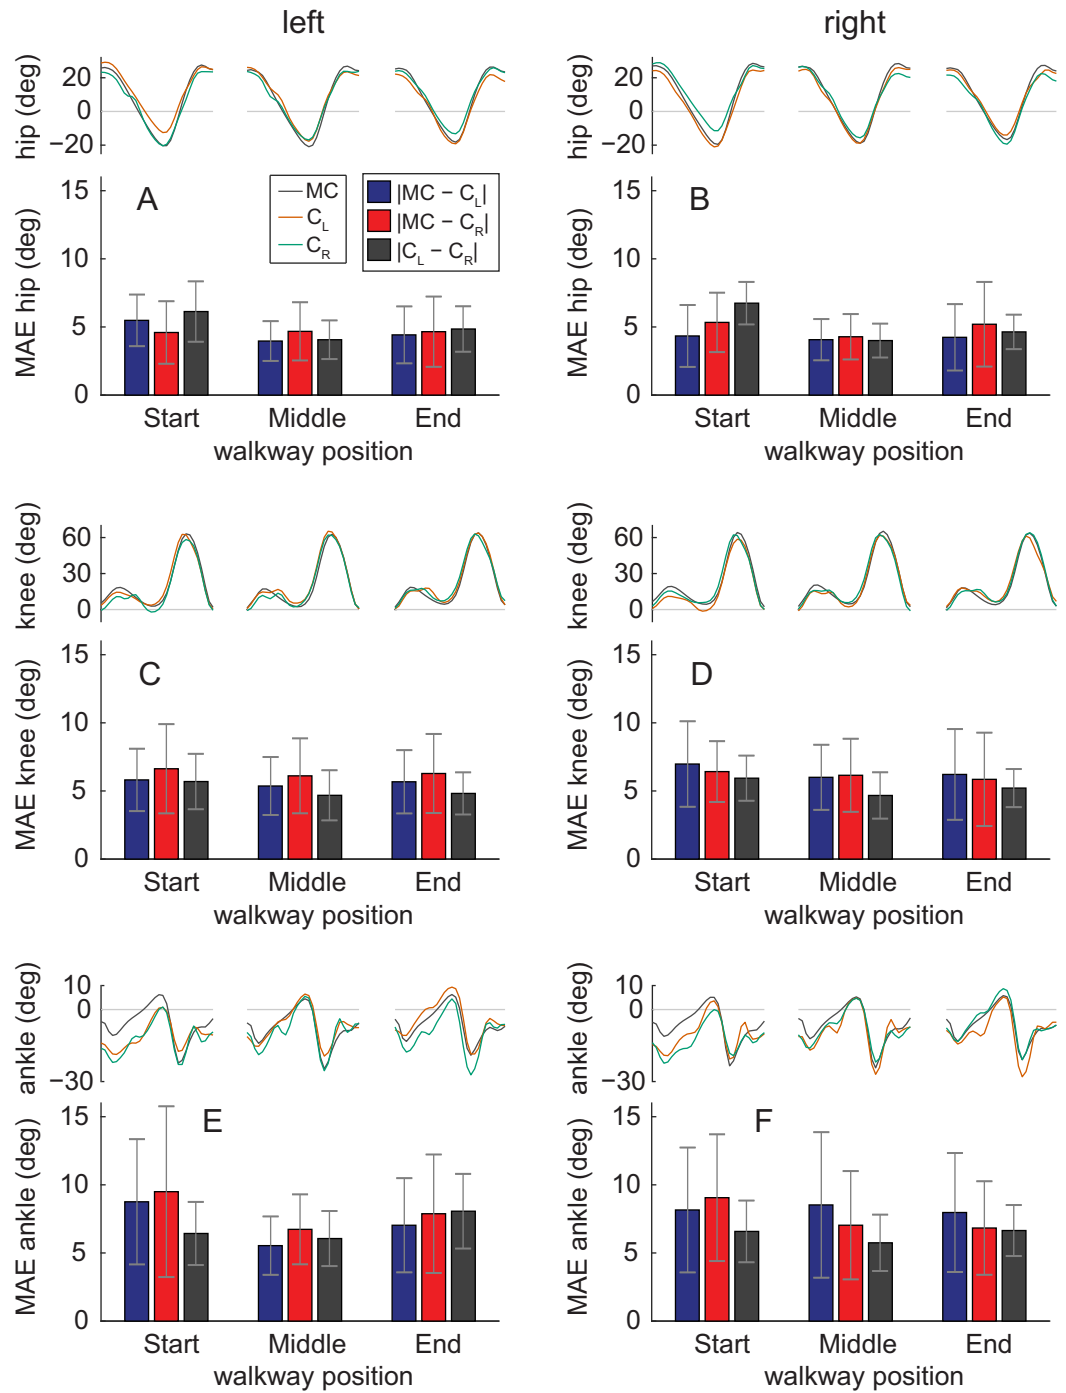 left
right
hip (deg)
20
0
−20
hip (deg)
20
0
−20
MAE hip (deg)
15
10
5
0
A
MC
C_L
C_R
|MC − C_L|
|MC − C_R|
|C_L − C_R|
Start Middle End
walkway position
MAE hip (deg)
15
10
5
0
B
Start Middle End
walkway position
knee (deg)
60
30
0
knee (deg)
60
30
0
MAE knee (deg)
15
10
5
0
C
Start Middle End
walkway position
MAE knee (deg)
15
10
5
0
D
Start Middle End
walkway position
ankle (deg)
10
0
−30
ankle (deg)
10
0
−30
MAE ankle (deg)
15
10
5
0
E
Start Middle End
walkway position
MAE ankle (deg)
15
10
5
0
F
Start Middle End
walkway position